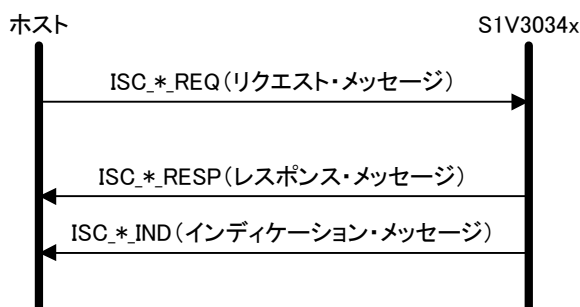 ホスト
S1V3034x
ISC_*_REQ(リクエスト・メッセージ)
ISC_*_RESP(レスポンス・メッセージ)
ISC_*_IND(インディケーション・メッセージ)